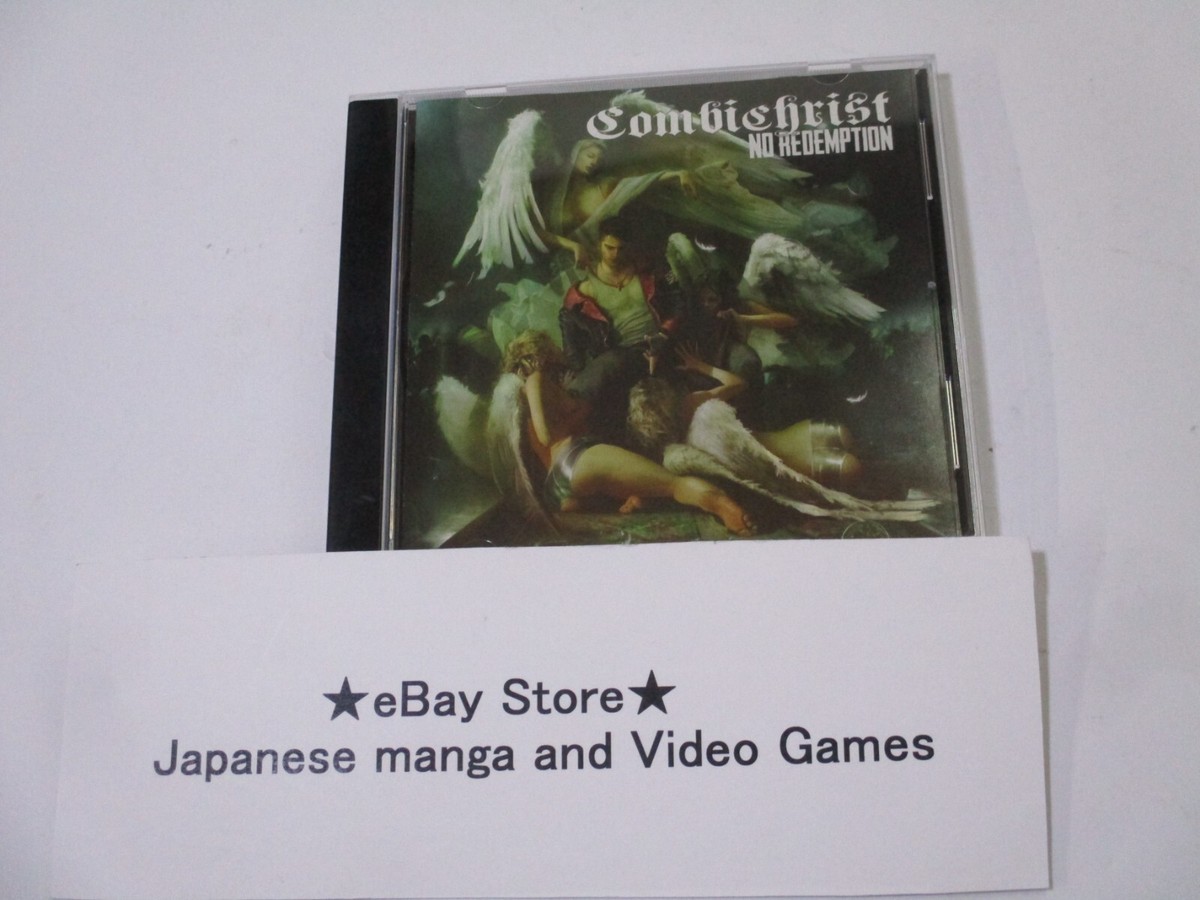 Combichrist
NO REDEMPTION
★eBay Store★
Japanese manga and Video Games